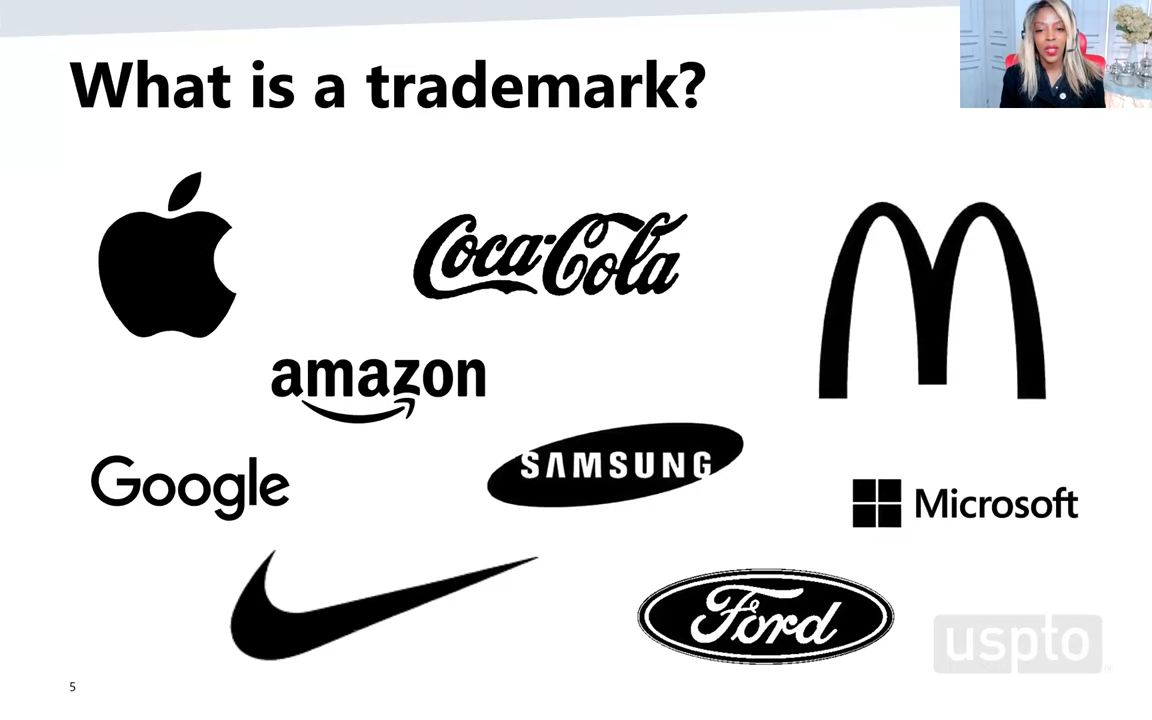 What is a trademark?
Coca-Cola
amazon
SAMSUNG
Google
Microsoft
Ford
uspto
5